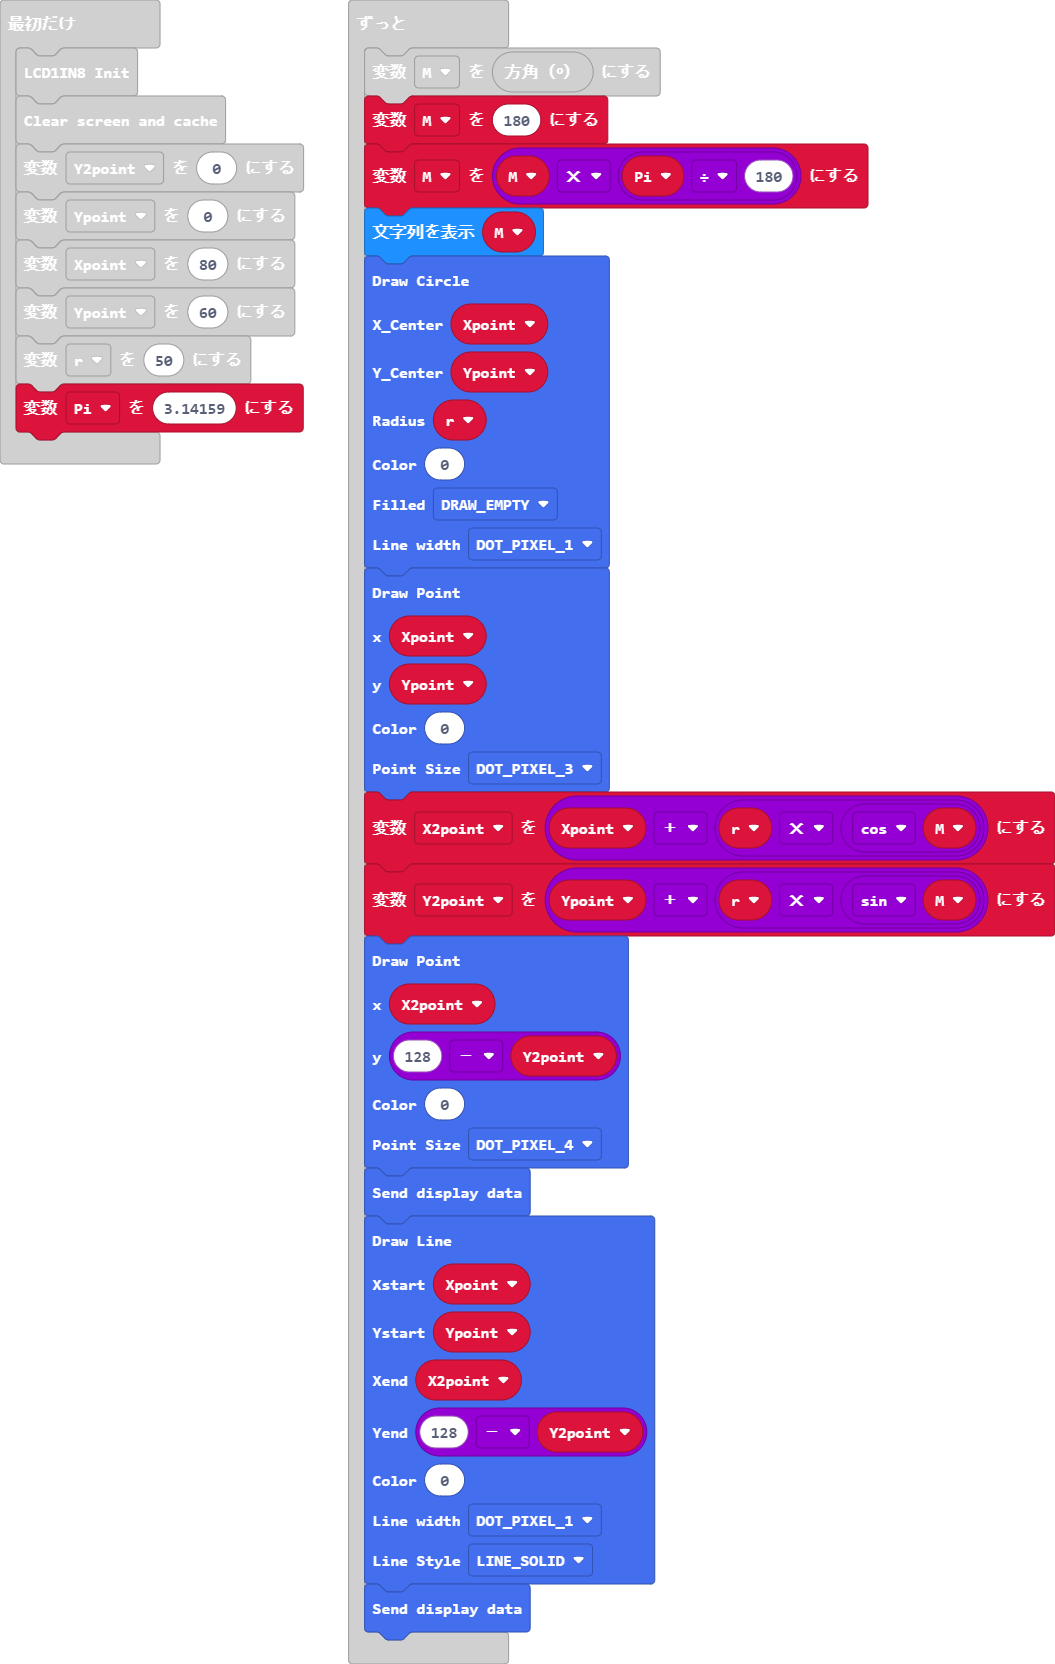 最初だけ
LCD1IN8 Init
Clear screen and cache
変数 Y2point を 0 にする
変数 Ypoint を 0 にする
変数 Xpoint を 80 にする
変数 Ypoint を 60 にする
変数 r を 50 にする
変数 Pi を 3.14159 にする
ずっと
変数 M を 方角 (°) にする
変数 M を 180 にする
変数 M を M × Pi ÷ 180 にする
文字列を表示 M
Draw Circle
X_Center Xpoint
Y_Center Ypoint
Radius r
Color 0
Filled DRAW_EMPTY
Line width DOT_PIXEL_1
Draw Point
x Xpoint
y Ypoint
Color 0
Point Size DOT_PIXEL_3
変数 X2point を Xpoint + r × cos M にする
変数 Y2point を Ypoint + r × sin M にする
Draw Point
x X2point
y 128 - Y2point
Color 0
Point Size DOT_PIXEL_4
Send display data
Draw Line
Xstart Xpoint
Ystart Ypoint
Xend X2point
Yend 128 - Y2point
Color 0
Line width DOT_PIXEL_1
Line Style LINE_SOLID
Send display data